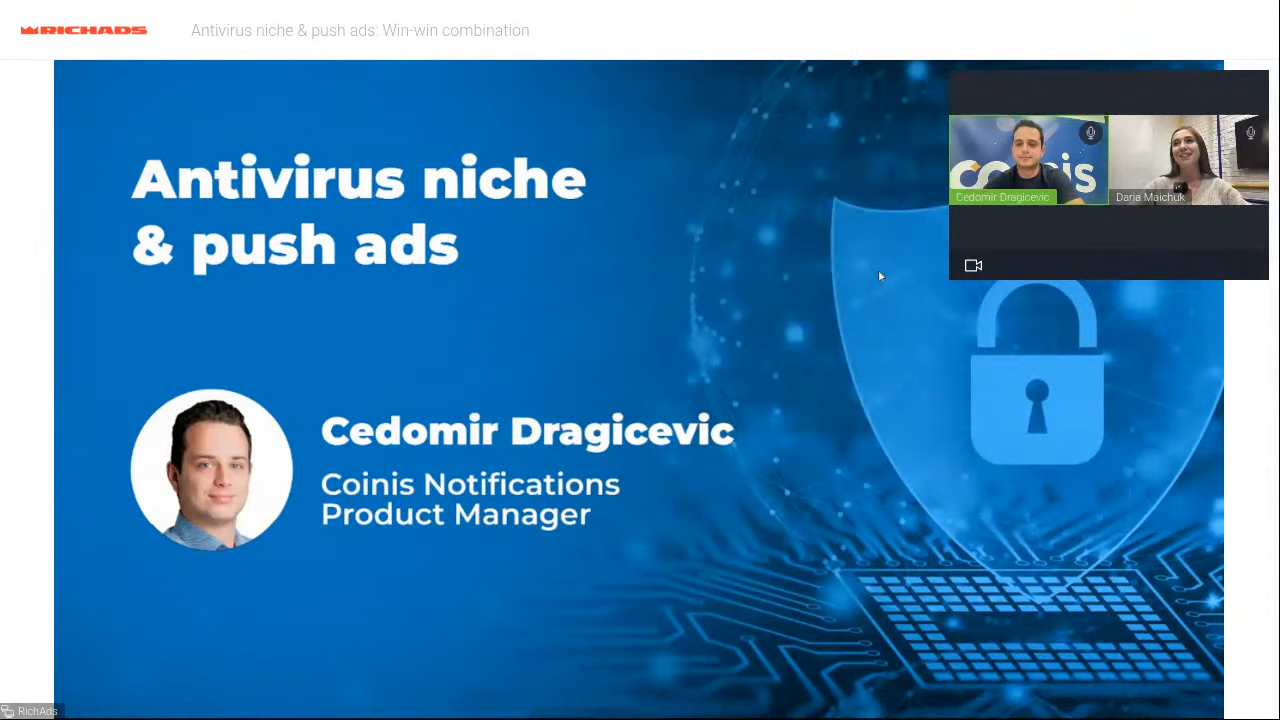 RICHADS
Antivirus niche & push ads: Win-win combination
Antivirus niche
& push ads
Cedomir Dragicevic
Coinis Notifications
Product Manager
Cedomir Dragicevic
Daria Maichuk
RichAds